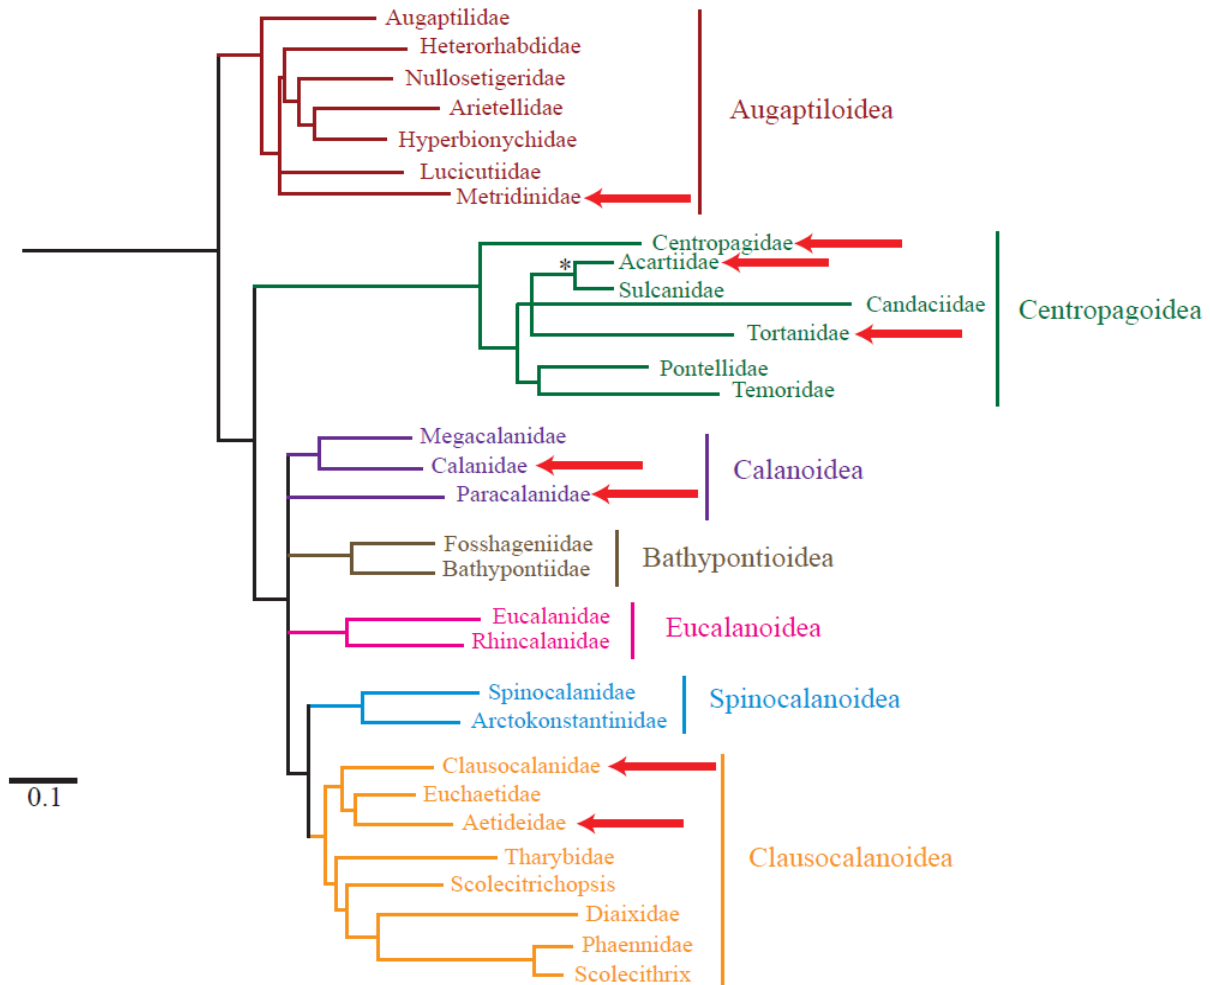 Augaptilidae
Heterorhabdidae
Nullosetigeridae
Arietellidae
Hyperbionychidae
Lucicutiidae
Metridinidae
Augaptiloidea
Centropagidae
*
Acartiidae
Sulcanidae
Candaciidae
Tortanidae
Pontellidae
Temoridae
Centropagoidea
Megacalanidae
Calanidae
Paracalanidae
Calanoidea
Fosshageniidae
Bathypontiidae
Bathypontioidea
Eucalanidae
Rhincalanidae
Eucalanoidea
Spinocalanidae
Arctokonstantinidae
Spinocalanoidea
Clausocalanidae
Euchaetidae
Aetideidae
Tharybidae
Scolecitrichopsis
Diaixidae
Phaennidae
Scolecithrix
Clausocalanoidea
0.1